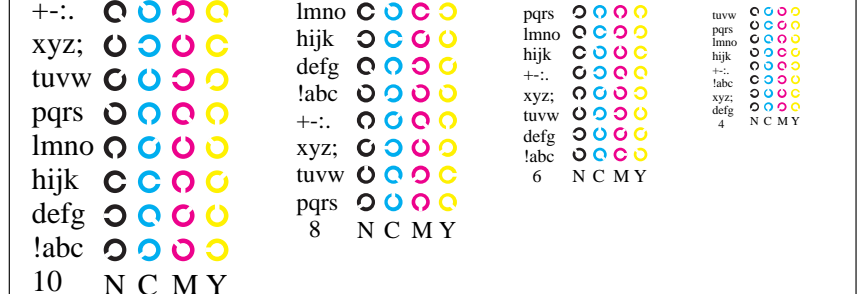 +-:.
xyz;
tuvw
pqrs
lmno
hijk
defg
!abc
10 N C M Y
lmno
hijk
defg
!abc
+-:.
xyz;
tuvw
pqrs
8 N C M Y
pqrs
lmno
hijk
+-:.
xyz;
tuvw
defg
!abc
6 N C M Y
tuvw
pqrs
lmno
hijk
+-:.
!abc
xyz;
defg
4 N C M Y